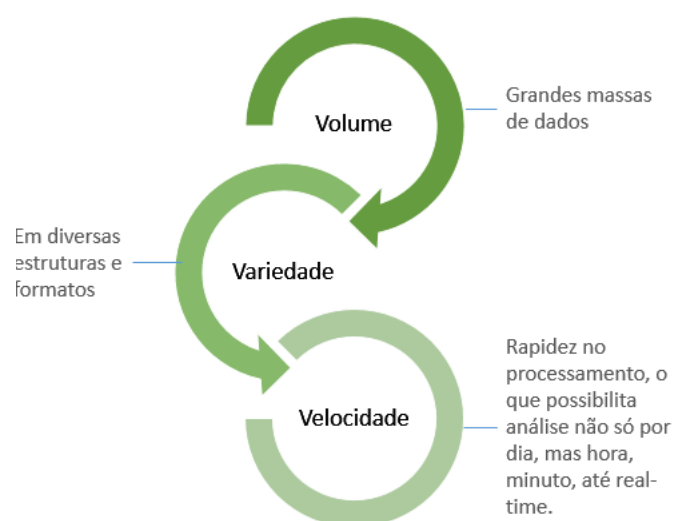 Volume
Grandes massas
de dados
Em diversas
estruturas e
formatos
Variedade
Velocidade
Rapidez no
processamento, o
que possibilita
análise não só por
dia, mas hora,
minuto, até real-
time.